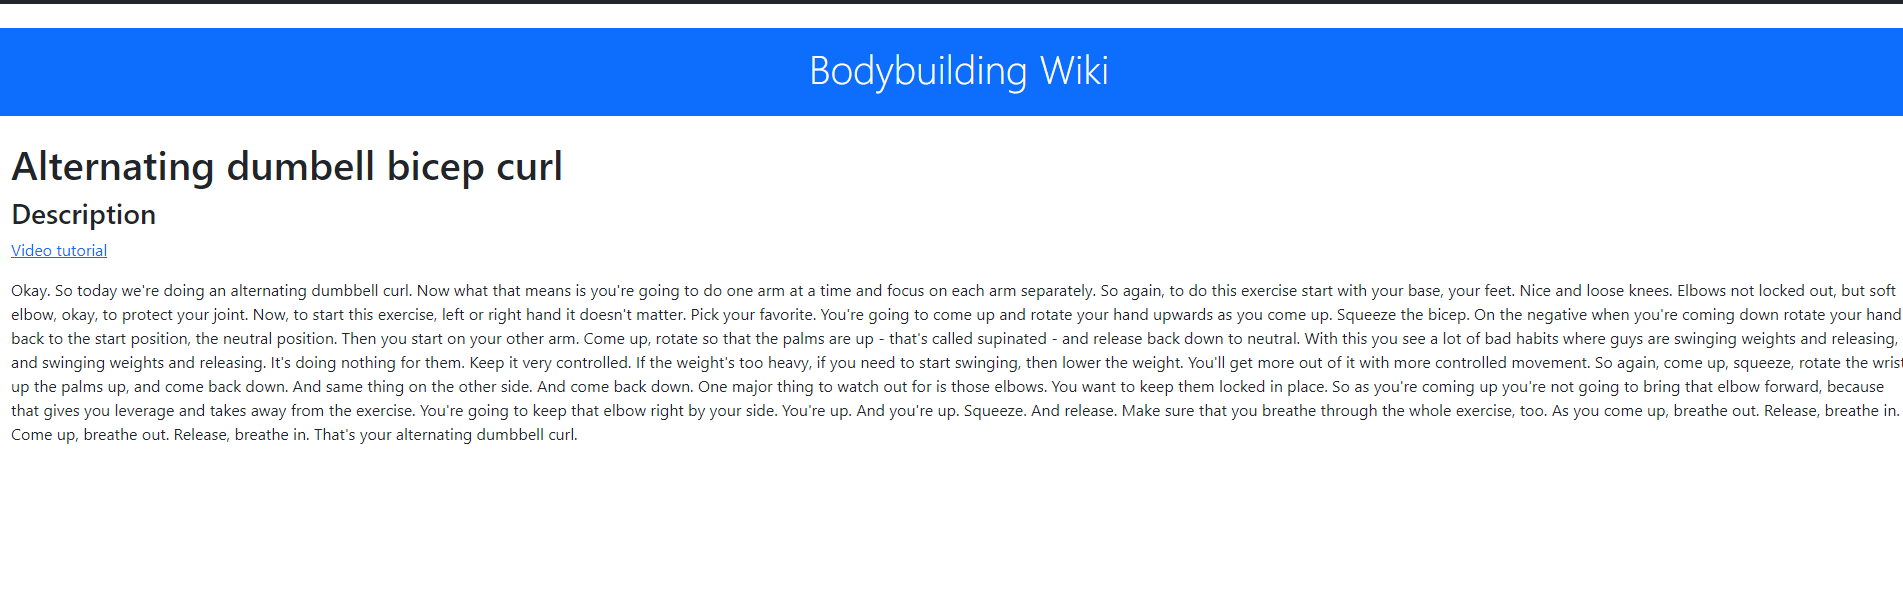 Bodybuilding Wiki
Alternating dumbell bicep curl
Description
Video tutorial
Okay. So today we're doing an alternating dumbbell curl. Now what that means is you're going to do one arm at a time and focus on each arm separately. So again, to do this exercise start with your base, your feet. Nice and loose knees. Elbows not locked out, but soft
elbow, okay, to protect your joint. Now, to start this exercise, left or right hand it doesn't matter. Pick your favorite. You're going to come up and rotate your hand upwards as you come up. Squeeze the bicep. On the negative when you're coming down rotate your hand
back to the start position, the neutral position. Then you start on your other arm. Come up, rotate so that the palms are up - that's called supinated - and release back down to neutral. With this you see a lot of bad habits where guys are swinging weights and releasing,
and swinging weights and releasing. It's doing nothing for them. Keep it very controlled. If the weight's too heavy, if you need to start swinging, then lower the weight. You'll get more out of it with more controlled movement. So again, come up, squeeze, rotate the wrist
up the palms up, and come back down. And same thing on the other side. And come back down. One major thing to watch out for is those elbows. You want to keep them locked in place. So as you're coming up you're not going to bring that elbow forward, because
that gives you leverage and takes away from the exercise. You're going to keep that elbow right by your side. You're up. And you're up. Squeeze. And release. Make sure that you breathe through the whole exercise, too. As you come up, breathe out. Release, breathe in.
Come up, breathe out. Release, breathe in. That's your alternating dumbbell curl.